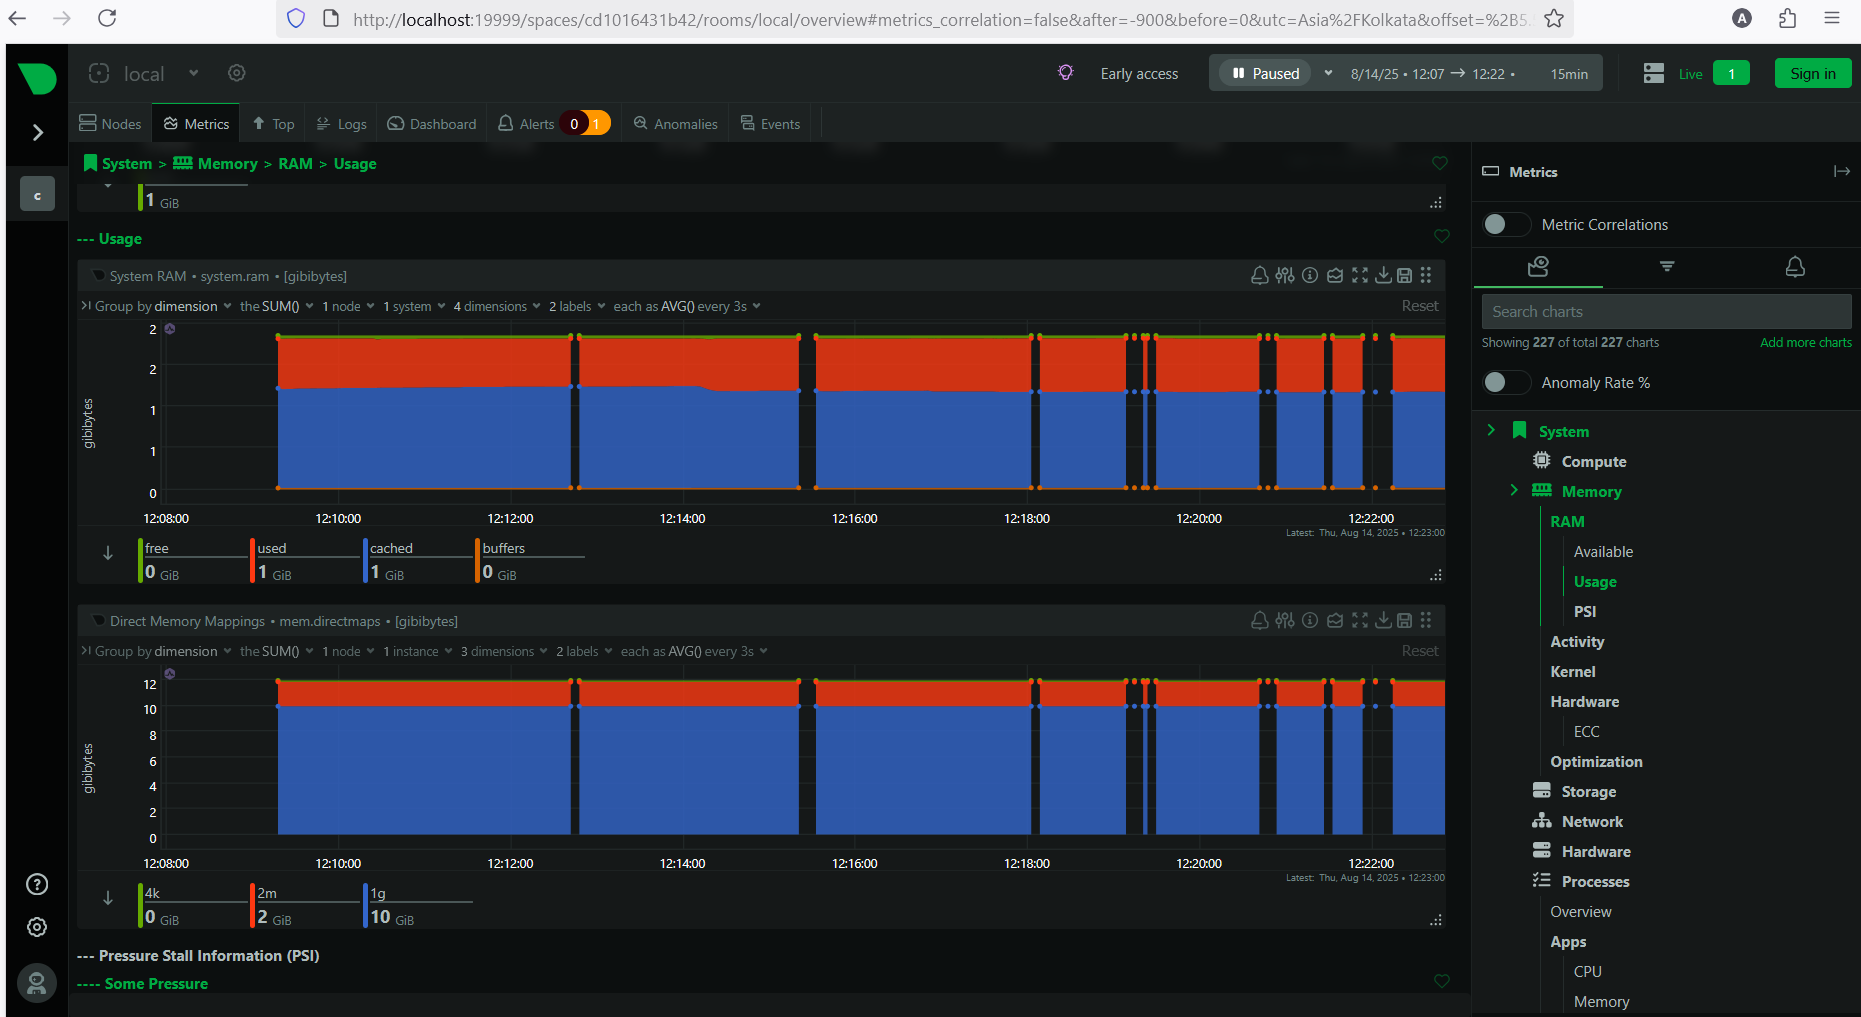 http://localhost:19999/spaces/cd1016431b42/rooms/local/overview#metrics_correlation=false&after=-900&before=0&utc=Asia%2FKolkata&offset=%2B5.
A
local
Early access
Paused
8/14/25 • 12:07 → 12:22 •
15min
Live
1
Sign in
Nodes
Metrics
Top
Logs
Dashboard
Alerts
0
1
Anomalies
Events
c
System > Memory > RAM > Usage
1 GiB
--- Usage
System RAM • system.ram • [gibibytes]
Group by dimension the SUM() 1 node 1 system 4 dimensions 2 labels each as AVG() every 3s
Reset
gibibytes
2
2
1
1
0
12:08:00
12:10:00
12:12:00
12:14:00
12:16:00
12:18:00
12:20:00
12:22:00
Latest: Thu, Aug 14, 2025 • 12:23:00
free
0 GiB
used
1 GiB
cached
1 GiB
buffers
0 GiB
Direct Memory Mappings • mem.directmaps • [gibibytes]
Group by dimension the SUM() 1 node 1 instance 3 dimensions 2 labels each as AVG() every 3s
Reset
gibibytes
12
10
8
6
4
2
0
12:08:00
12:10:00
12:12:00
12:14:00
12:16:00
12:18:00
12:20:00
12:22:00
Latest: Thu, Aug 14, 2025 • 12:23:00
4k
0 GiB
2m
2 GiB
1g
10 GiB
--- Pressure Stall Information (PSI)
---- Some Pressure
Metrics
Metric Correlations
Search charts
Showing 227 of total 227 charts
Add more charts
Anomaly Rate %
System
Compute
Memory
RAM
Available
Usage
PSI
Activity
Kernel
Hardware
ECC
Optimization
Storage
Network
Hardware
Processes
Overview
Apps
CPU
Memory